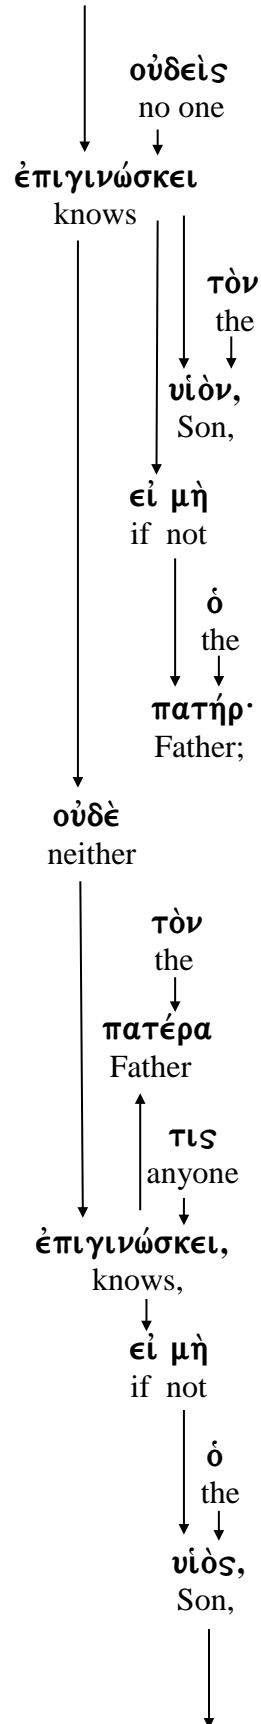 οὐδεὶς
no one
ἐπιγινώσκει
knows
τὸν
the
υἱὸν,
Son,
εἰ μὴ
if not
ὁ
the
πατήρ·
Father;
οὐδὲ
neither
τὸν
the
πατέρα
Father
τις
anyone
ἐπιγινώσκει,
knows,
εἰ μὴ
if not
ὁ
the
υἱὸς,
Son,